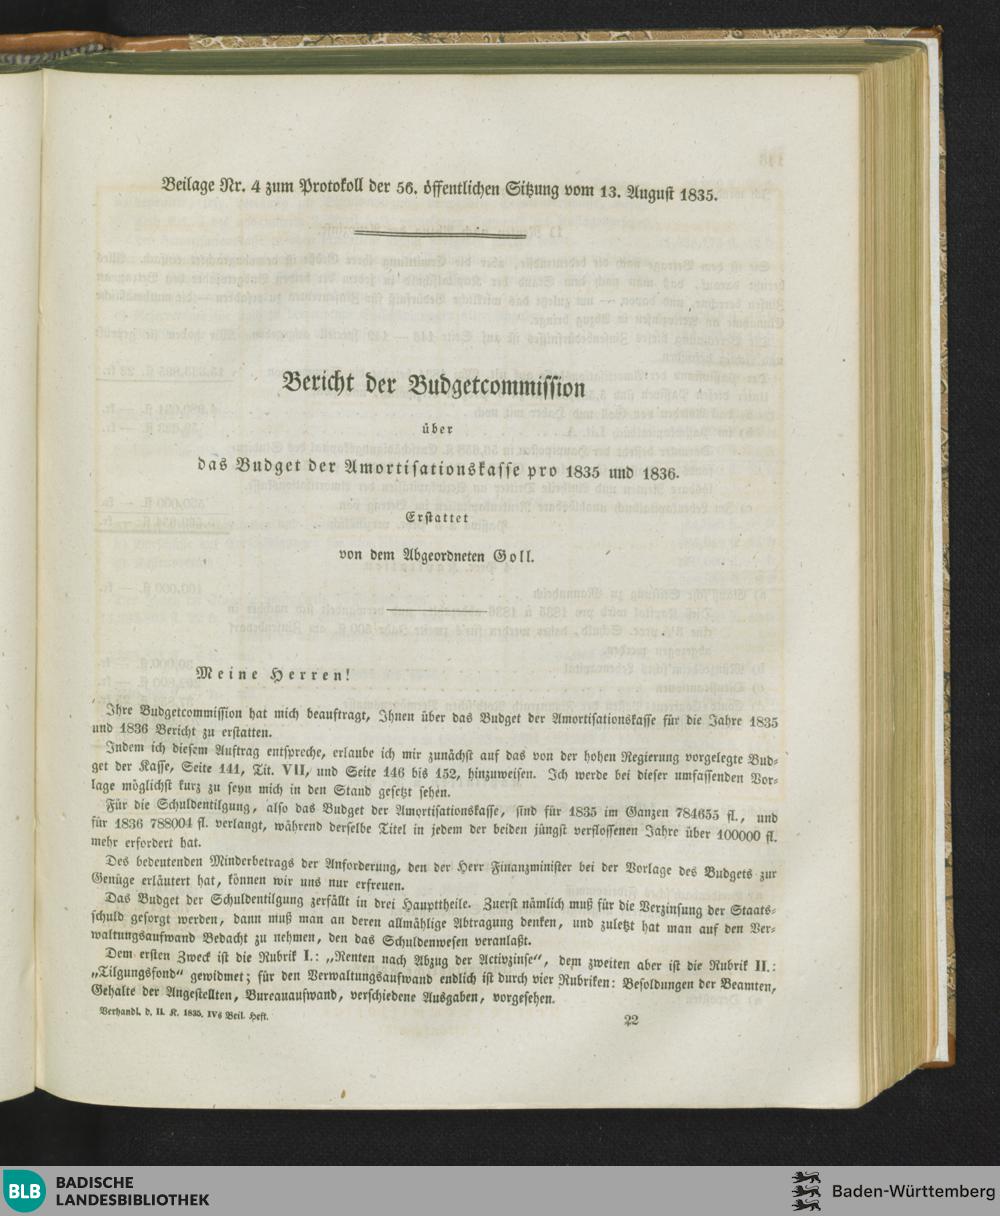 Beilage Nr. 4 zum Protokoll der 56. öffentlichen Sitzung vom 13. August 1835.
Bericht der Budgetcommission
über
das Budget der Amortisationskasse pro 1835 und 1836.
Erstattet
von dem Abgeordneten Goll.
Meine Herren!
Ihre Budgetcommission hat mich beauftragt, Ihnen über das Budget der Amortisationskasse für die Jahre 1835
und 1836 Bericht zu erstatten.
Indem ich diesem Auftrag entspreche, erlaube ich mir zunächst auf das von der hohen Regierung vorgelegte Bud-
get der Kasse, Seite 141, Tit. VII, und Seite 146 bis 152, hinzuweisen. Ich werde bei dieser umfassenden Vor-
lage möglichst kurz zu seyn mich in den Stand gesetzt sehen.
Für die Schuldentilgung, also das Budget der Amortisationskasse, sind für 1835 im Ganzen 784655 fl., und
für 1836 788004 fl. verlangt, während derselbe Titel in jedem der beiden jüngst verflossenen Jahre über 100000 fl.
mehr erfordert hat.
Des bedeutenden Minderbetrags der Anforderung, den der Herr Finanzminister bei der Vorlage des Budgets zur
Genüge erläutert hat, können wir uns nur erfreuen.
Das Budget der Schuldentilgung zerfällt in drei Haupttheile. Zuerst nämlich muß für die Verzinsung der Staats-
schuld gesorgt werden, dann muß man an deren allmählige Abtragung denken, und zuletzt hat man auf den Ver-
waltungsaufwand Bedacht zu nehmen, den das Schuldenwesen veranlaßt.
Dem ersten Zweck ist die Rubrik I.: „Renten nach Abzug der Activzinse“, dem zweiten aber ist die Rubrik II.:
„Tilgungsfond“ gewidmet; für den Verwaltungsaufwand endlich ist durch vier Rubriken: Besoldungen der Beamten,
Gehalte der Angestellten, Bureauaufwand, verschiedene Ausgaben, vorgesehen.
Verhandl. d. II. K. 1835. IVs Beil. Heft.
22
BLB
BADISCHE
LANDESBIBLIOTHEK
Baden-Württemberg